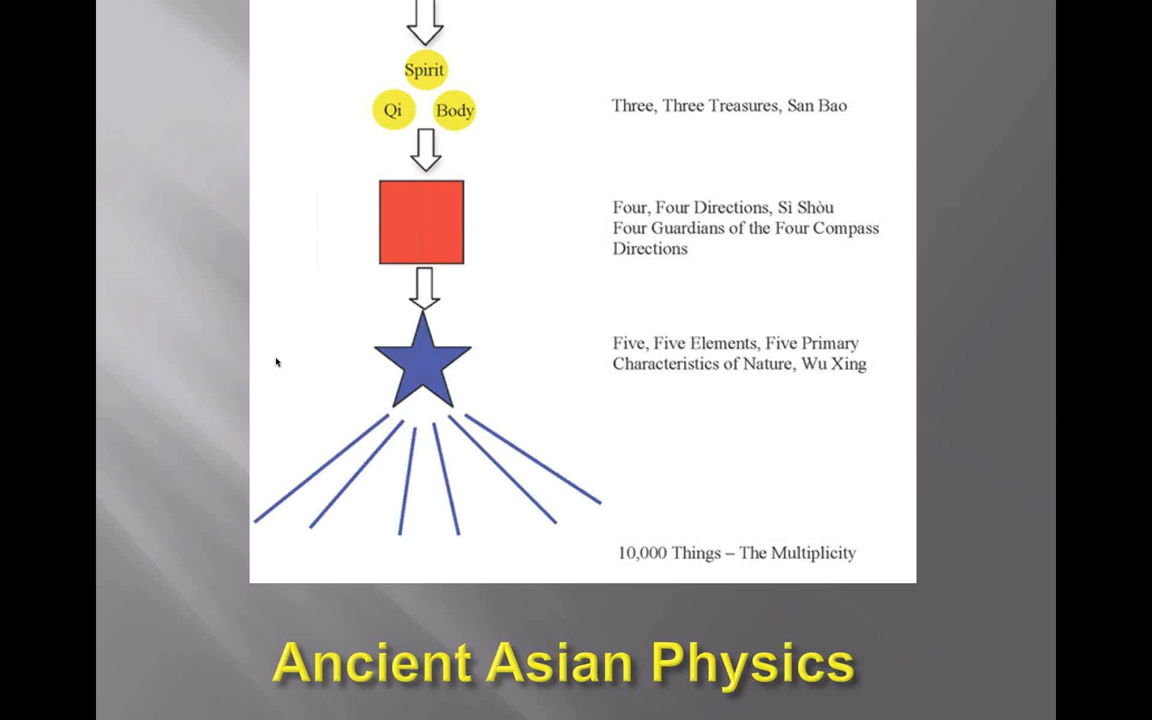 Spirit
Qi
Body
Three, Three Treasures, San Bao
Four, Four Directions, Sì Shòu
Four Guardians of the Four Compass
Directions
Five, Five Elements, Five Primary
Characteristics of Nature, Wu Xing
10,000 Things – The Multiplicity
Ancient Asian Physics